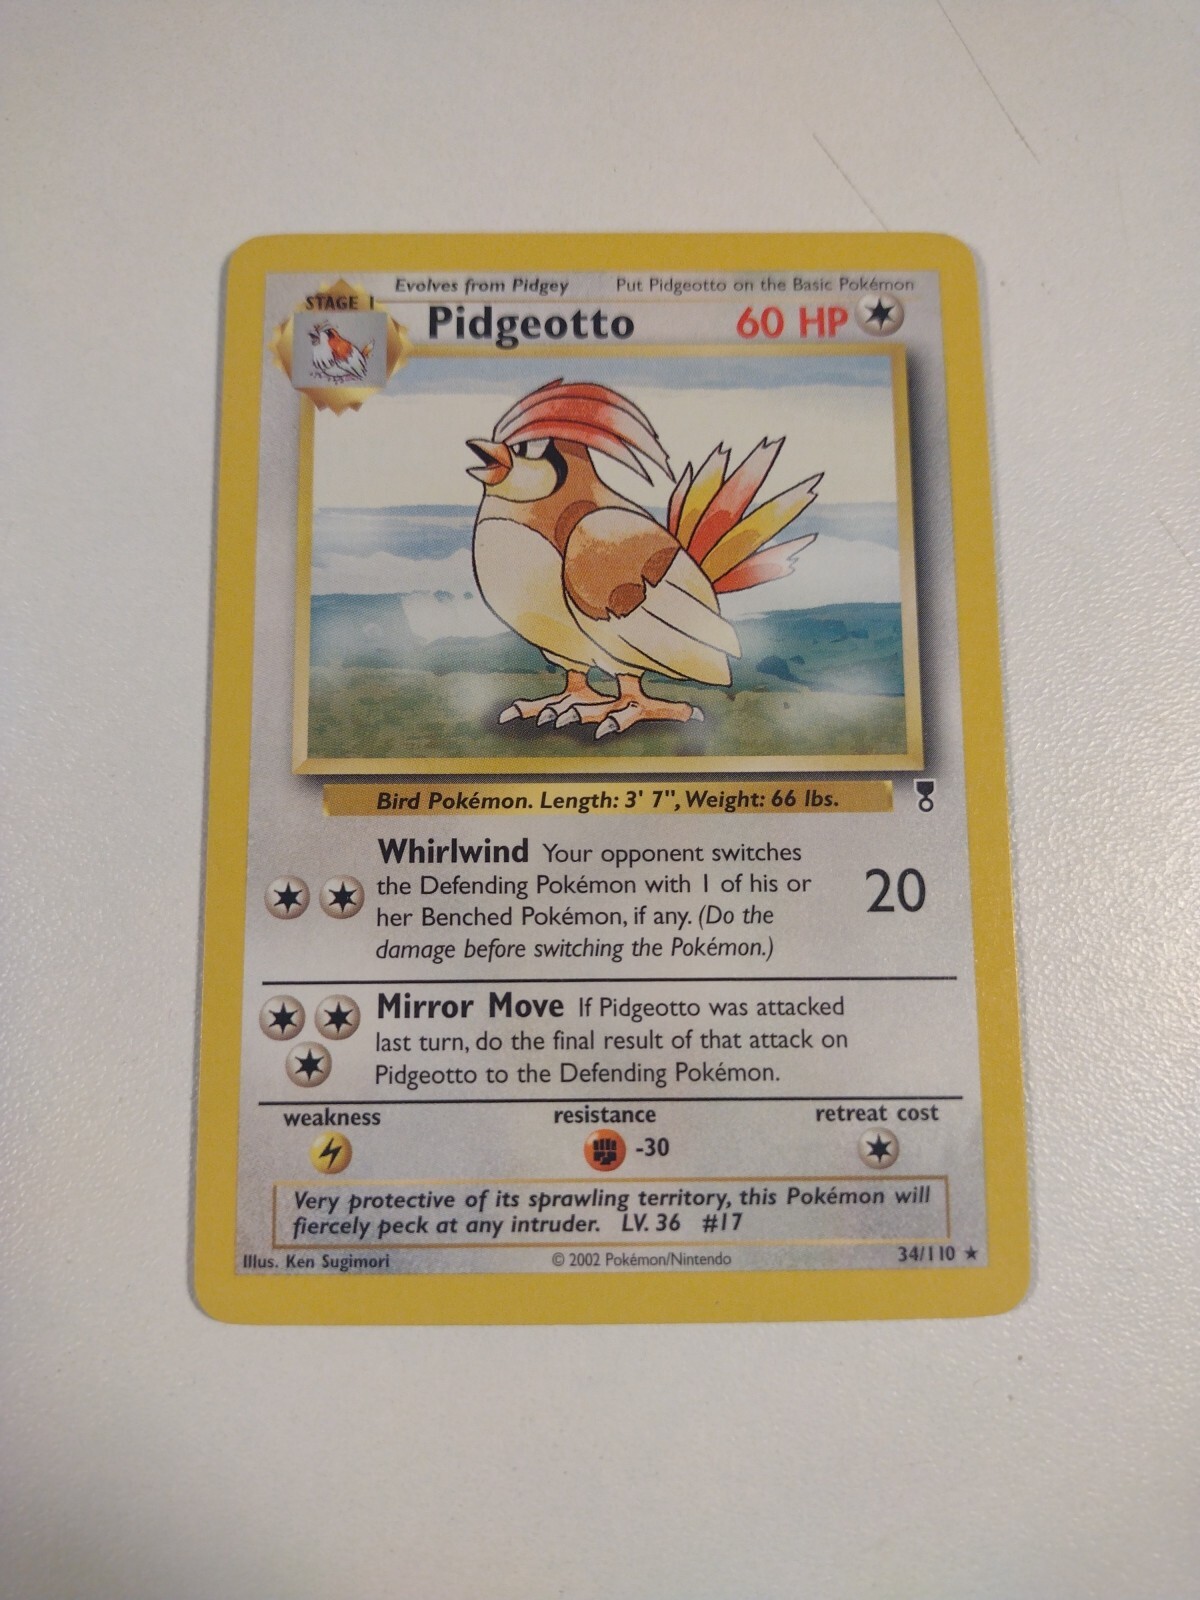 Evolves from Pidgey Put Pidgeotto on the Basic Pokémon
STAGE 1
Pidgeotto 60 HP
Bird Pokémon. Length: 3' 7", Weight: 66 lbs.
Whirlwind Your opponent switches
the Defending Pokémon with 1 of his or
her Benched Pokémon, if any. (Do the
damage before switching the Pokémon.)
20
Mirror Move If Pidgeotto was attacked
last turn, do the final result of that attack on
Pidgeotto to the Defending Pokémon.
weakness resistance retreat cost
-30
Very protective of its sprawling territory, this Pokémon will
fiercely peck at any intruder. LV. 36 #17
Illus. Ken Sugimori © 2002 Pokémon/Nintendo 34/110 ★